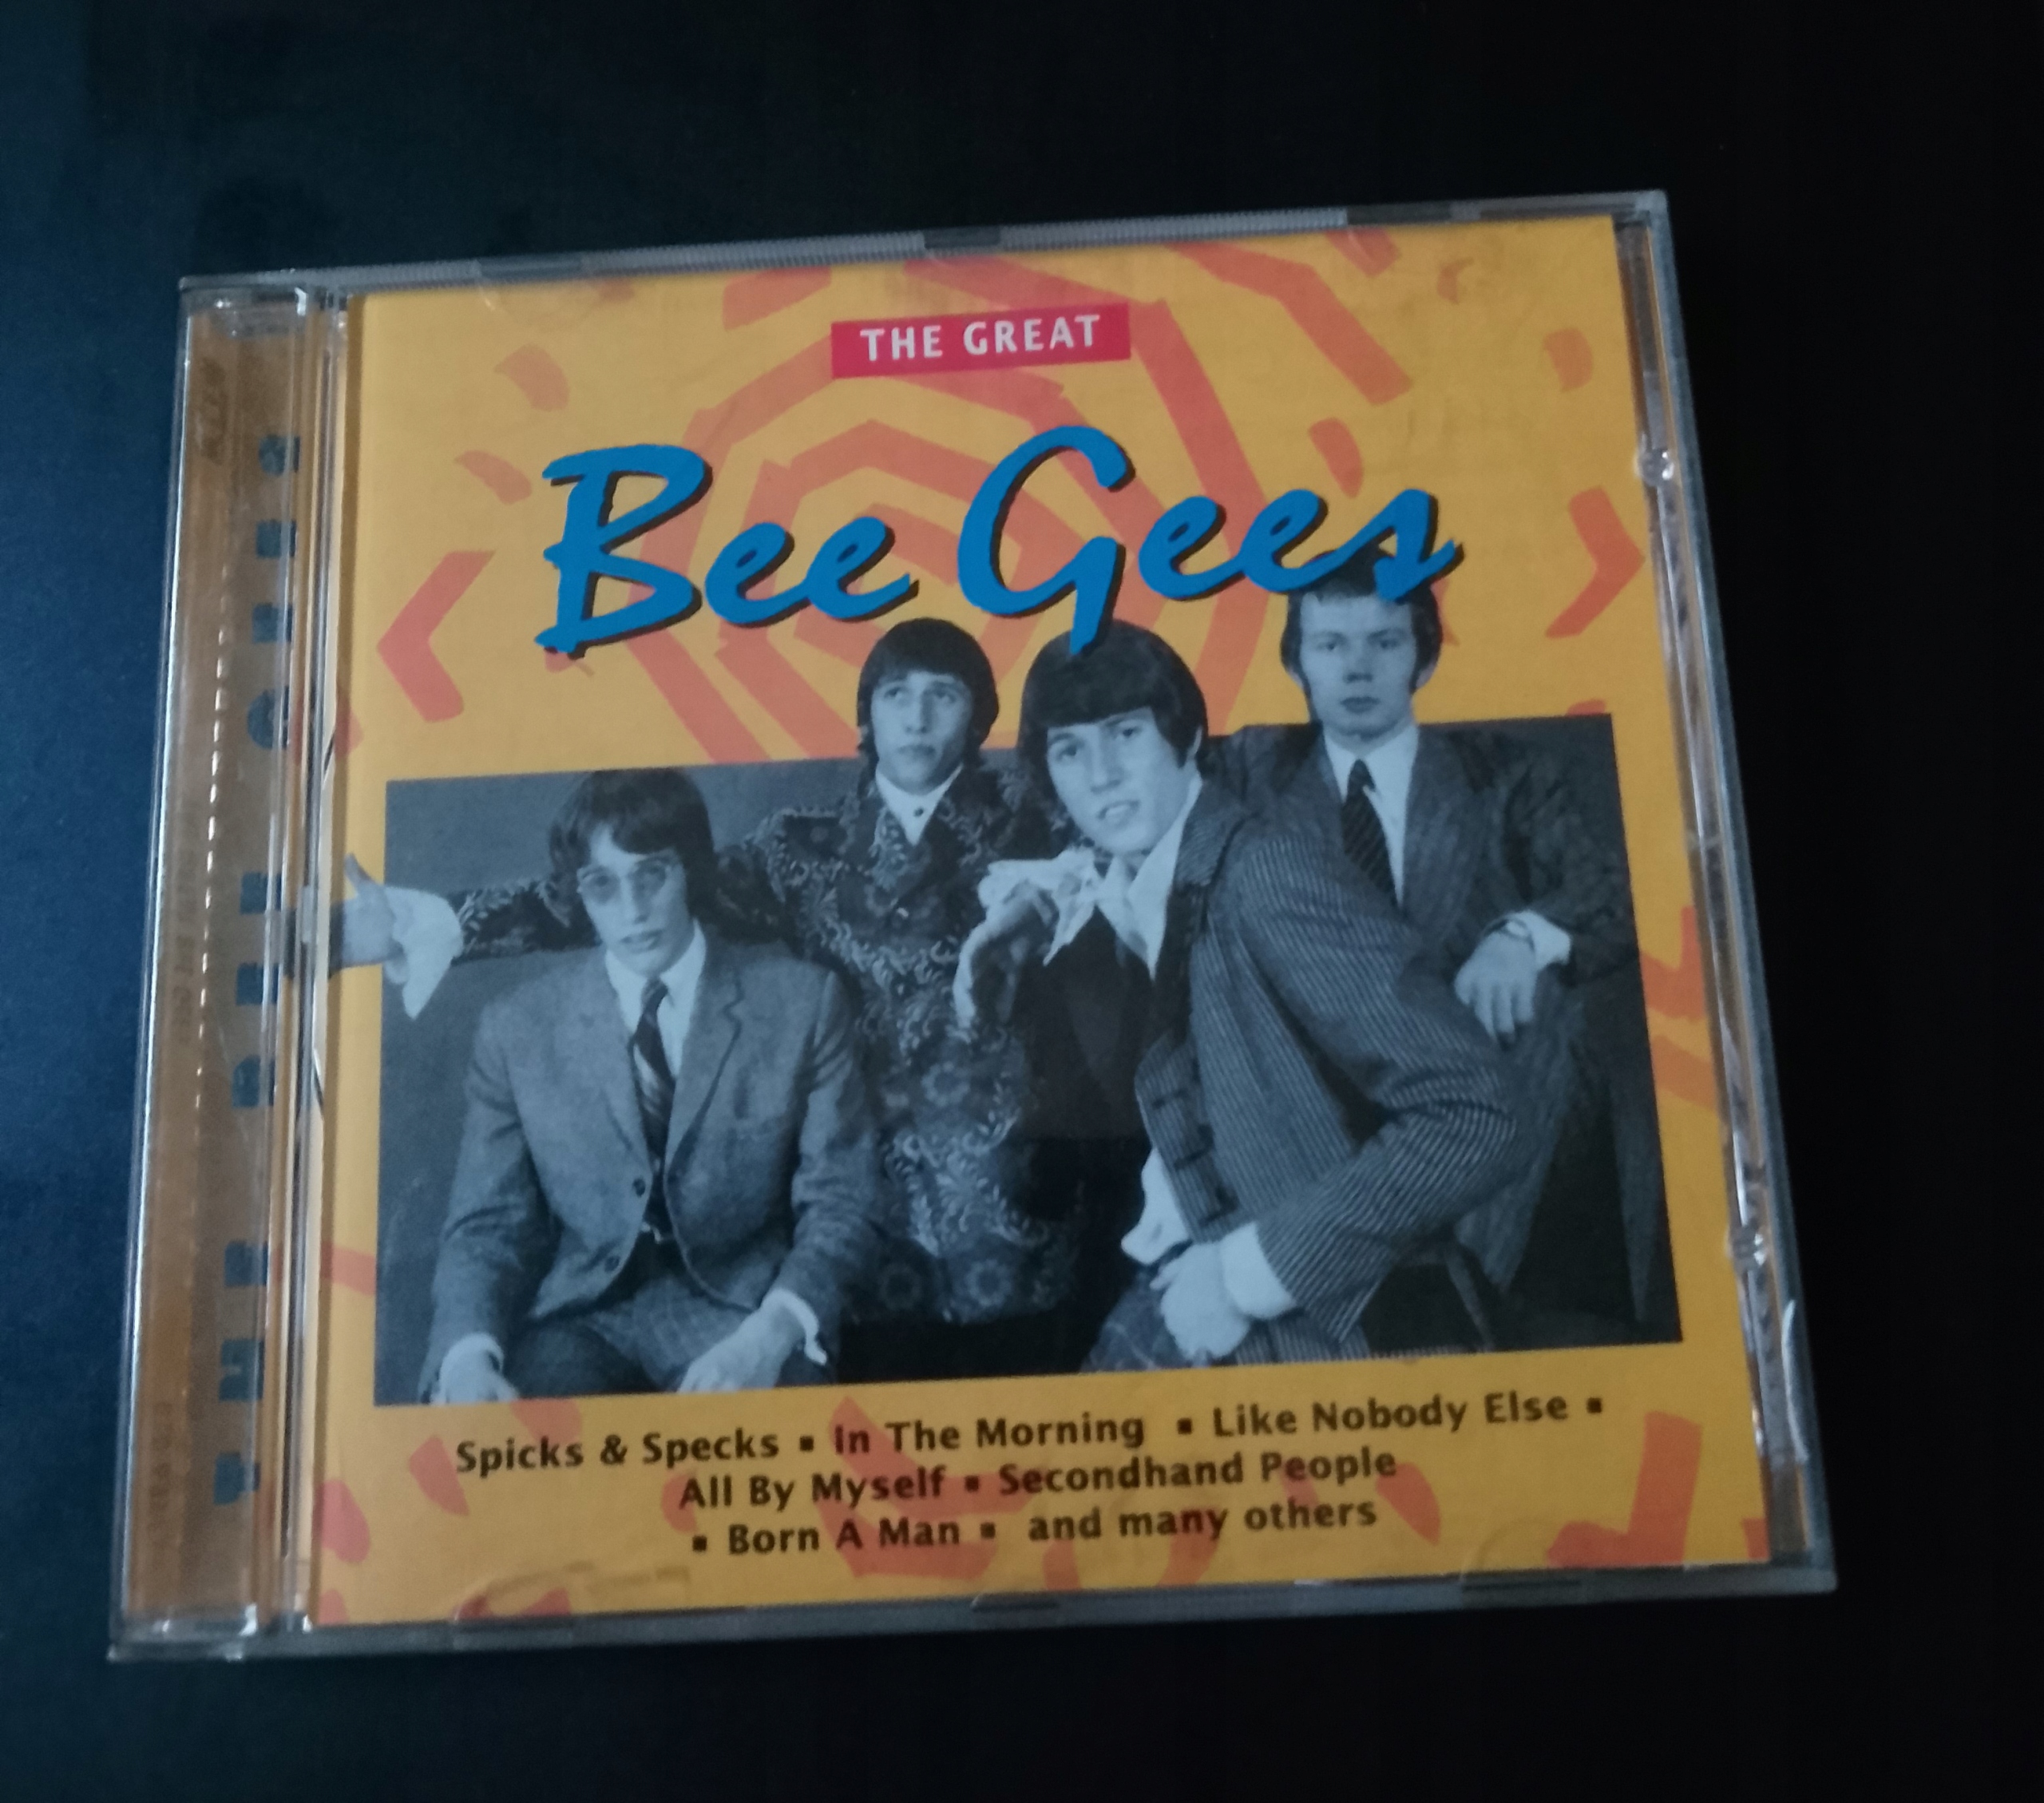 THE GREAT
Bee Gees
Spicks & Specks ▪ In The Morning ▪ Like Nobody Else ▪
All By Myself ▪ Secondhand People
▪ Born A Man ▪ and many others